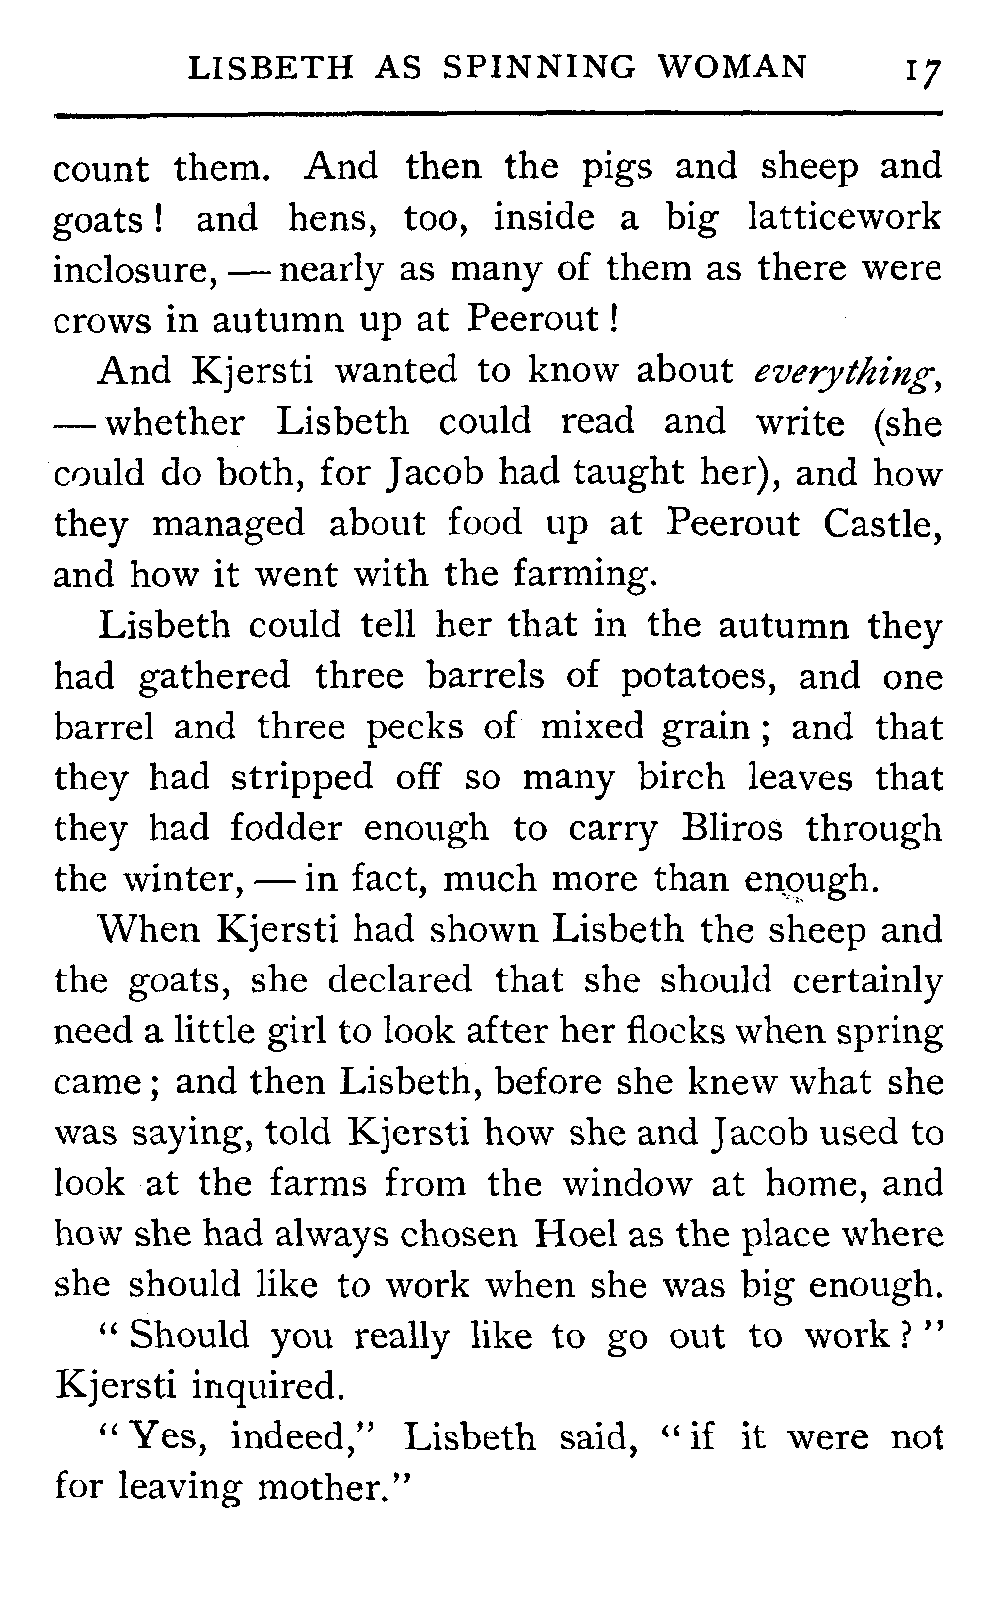 LISBETH AS SPINNING WOMAN 17
count them. And then the pigs and sheep and
goats! and hens, too, inside a big latticework
inclosure, — nearly as many of them as there were
crows in autumn up at Peerout!
And Kjersti wanted to know about everything,
— whether Lisbeth could read and write (she
could do both, for Jacob had taught her), and how
they managed about food up at Peerout Castle,
and how it went with the farming.
Lisbeth could tell her that in the autumn they
had gathered three barrels of potatoes, and one
barrel and three pecks of mixed grain; and that
they had stripped off so many birch leaves that
they had fodder enough to carry Bliros through
the winter, — in fact, much more than enough.
When Kjersti had shown Lisbeth the sheep and
the goats, she declared that she should certainly
need a little girl to look after her flocks when spring
came; and then Lisbeth, before she knew what she
was saying, told Kjersti how she and Jacob used to
look at the farms from the window at home, and
how she had always chosen Hoel as the place where
she should like to work when she was big enough.
"Should you really like to go out to work?"
Kjersti inquired.
"Yes, indeed," Lisbeth said, "if it were not
for leaving mother."